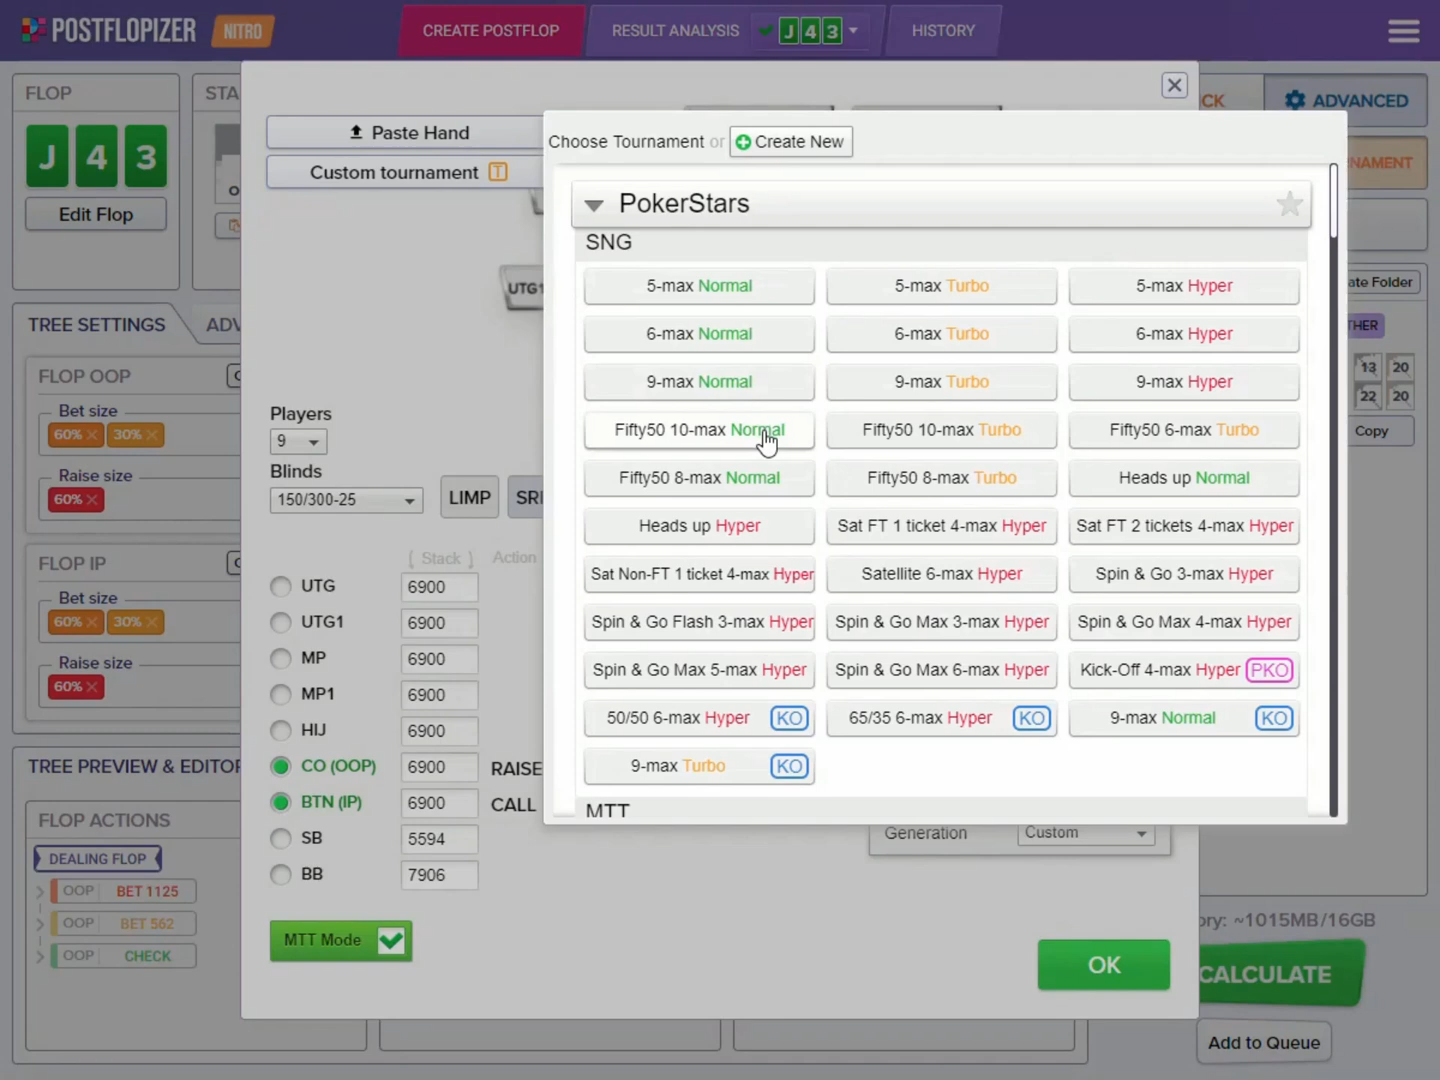 POSTFLOPIZER NITRO CREATE POSTFLOP RESULT ANALYSIS J 4 3 HISTORY
FLOP
J 4 3
Edit Flop
STA
O
CK ADVANCED
NAMENT
ate Folder
THER
13 20
22 20
Copy
Paste Hand
Custom tournament T
UTG1
Choose Tournament or Create New
PokerStars
SNG
5-max Normal 5-max Turbo 5-max Hyper
6-max Normal 6-max Turbo 6-max Hyper
9-max Normal 9-max Turbo 9-max Hyper
Fifty50 10-max Normal Fifty50 10-max Turbo Fifty50 6-max Turbo
Fifty50 8-max Normal Fifty50 8-max Turbo Heads up Normal
Heads up Hyper Sat FT 1 ticket 4-max Hyper Sat FT 2 tickets 4-max Hyper
Sat Non-FT 1 ticket 4-max Hyper Satellite 6-max Hyper Spin & Go 3-max Hyper
Spin & Go Flash 3-max Hyper Spin & Go Max 3-max Hyper Spin & Go Max 4-max Hyper
Spin & Go Max 5-max Hyper Spin & Go Max 6-max Hyper Kick-Off 4-max Hyper PKO
50/50 6-max Hyper KO 65/35 6-max Hyper KO 9-max Normal KO
9-max Turbo KO
MTT
TREE SETTINGS ADV
FLOP OOP C
Bet size
60% × 30% ×
Raise size
60% ×
FLOP IP C
Bet size
60% × 30% ×
Raise size
60% ×
Players
9
Blinds
150/300-25 LIMP SRI
[ Stack ] Action
UTG 6900
UTG1 6900
MP 6900
MP1 6900
HIJ 6900
CO (OOP) 6900 RAISE
BTN (IP) 6900 CALL
SB 5594
BB 7906
Generation Custom
MTT Mode
OK
TREE PREVIEW & EDITOR
FLOP ACTIONS
DEALING FLOP
OOP BET 1125
OOP BET 562
OOP CHECK
ory: ~1015MB/16GB
CALCULATE
Add to Queue